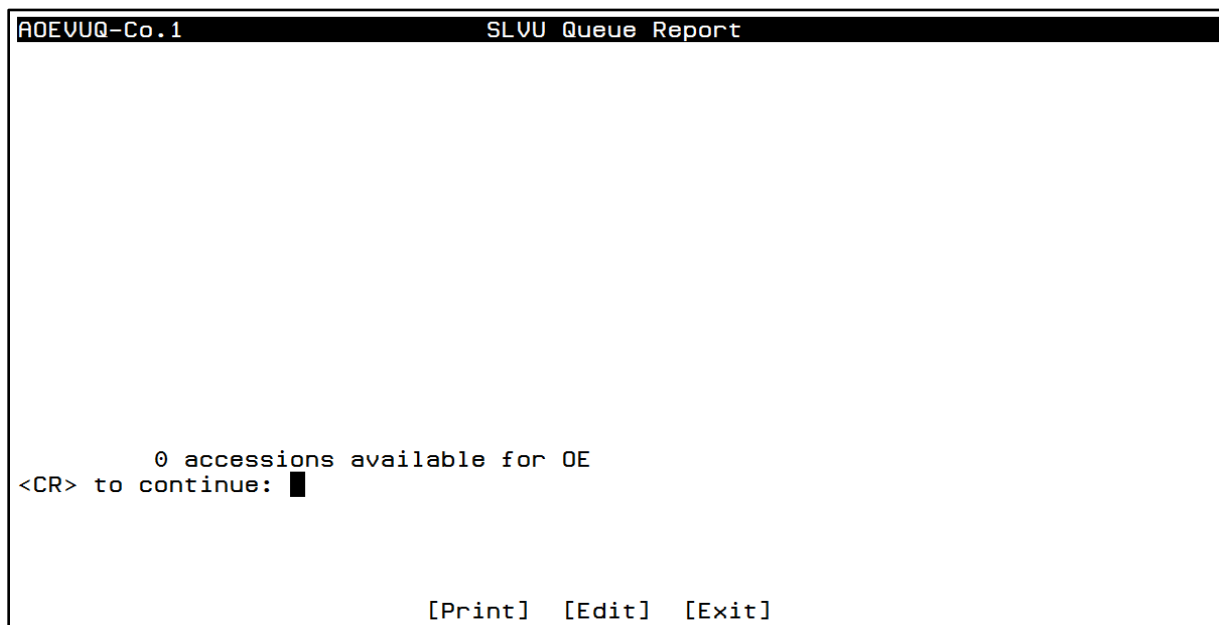 AOEVUQ-Co.1 SLVU Queue Report
0 accessions available for OE
<CR> to continue:
[Print] [Edit] [Exit]